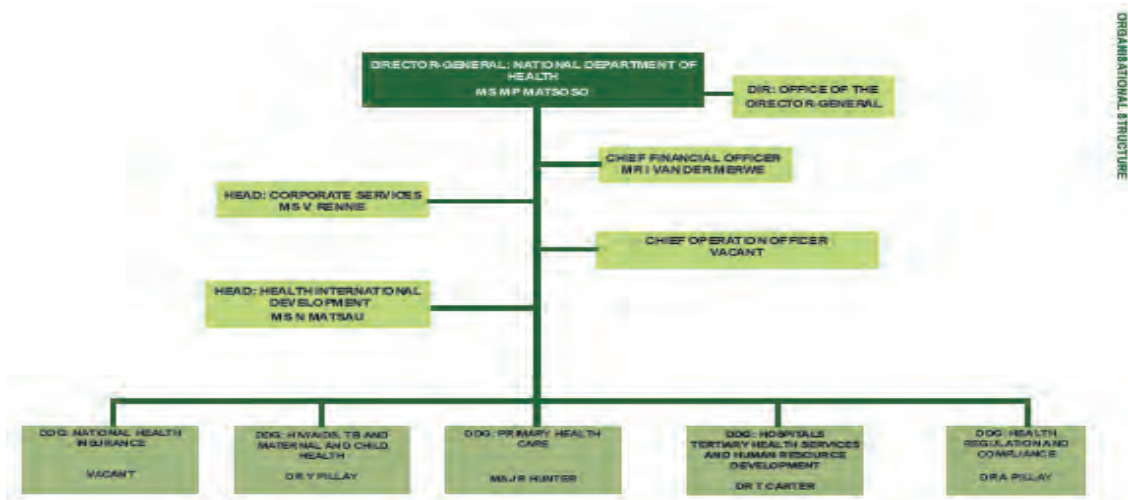 ORGANISATIONAL STRUCTURE
DIRECTOR-GENERAL: NATIONAL DEPARTMENT OF
HEALTH
MS MP MATSOSO
DIR: OFFICE OF THE
DIRECTOR-GENERAL
CHIEF FINANCIAL OFFICER
MR I VAN DER MERWE
HEAD: CORPORATE SERVICES
MS V RENNIE
CHIEF OPERATION OFFICER
VACANT
HEAD: HEALTH INTERNATIONAL
DEVELOPMENT
MS N MATSAU
DDG: NATIONAL HEALTH
INSURANCE
VACANT
DDG: HIV/AIDS, TB AND
MATERNAL AND CHILD
HEALTH
DR Y PILLAY
DDG: PRIMARY HEALTH
CARE
MS JR HUNTER
DDG: HOSPITALS
TERTIARY HEALTH SERVICES
AND HUMAN RESOURCE
DEVELOPMENT
DR T CARTER
DDG: HEALTH
REGULATION AND
COMPLIANCE
DR A PILLAY